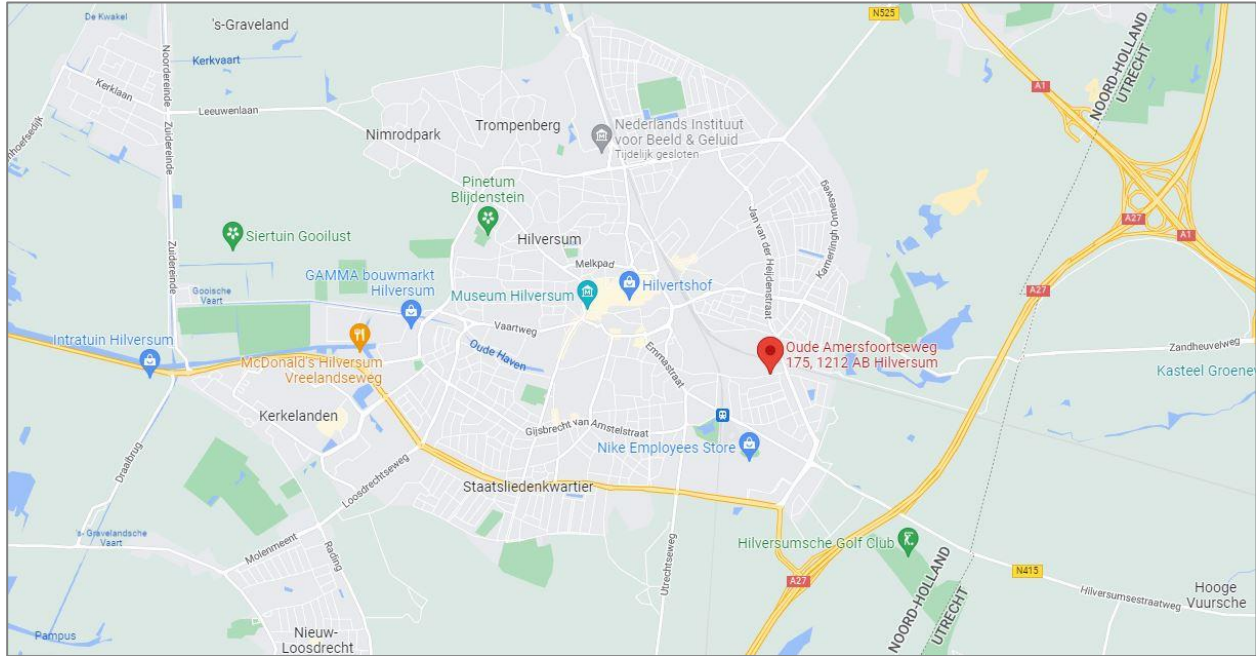 De Kwakel
's-Graveland
N525
Noordereinde
Kerkvaart
A1
NOORD-HOLLAND
UTRECHT
Kerklaan
Leeuwenlaan
Zuidereinde
Nimrodpark
Trompenberg
Nederlands Instituut
voor Beeld & Geluid
Tijdelijk gesloten
Pinetum
Blijdenstein
Jan van der Heijdenstraat
Kamerlingh Onnesweg
A27
A1
Siertuin Gooilust
Zuidereinde
Hilversum
Melkpad
GAMMA bouwmarkt
Hilversum
Gooische
Vaart
Museum Hilversum
Hilvertshof
A27
Intratuin Hilversum
Vaartweg
Oude Haven
McDonald's Hilversum
Vreelandseweg
Emmastraat
Oude Amersfoortseweg
175, 1212 AB Hilversum
Zandheuvelweg
Kasteel Groenev
Kerkelanden
Gijsbrecht van Amstelstraat
Nike Employees Store
Draaibrug
Loosdrechtseweg
Staatsliedenkwartier
's- Gravelandsche
Vaart
Molenmeent
Rading
Utrechtseweg
Hilversumsche Golf Club
A27
N415
NOORD-HOLLAND
UTRECHT
Hilversumsestraatweg
Hooge
Vuursche
Pampus
Nieuw-
Loosdrecht